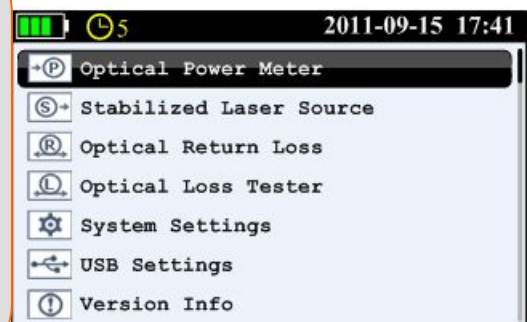 5 2011-09-15 17:41
P Optical Power Meter
S Stabilized Laser Source
R Optical Return Loss
L Optical Loss Tester
System Settings
USB Settings
Version Info